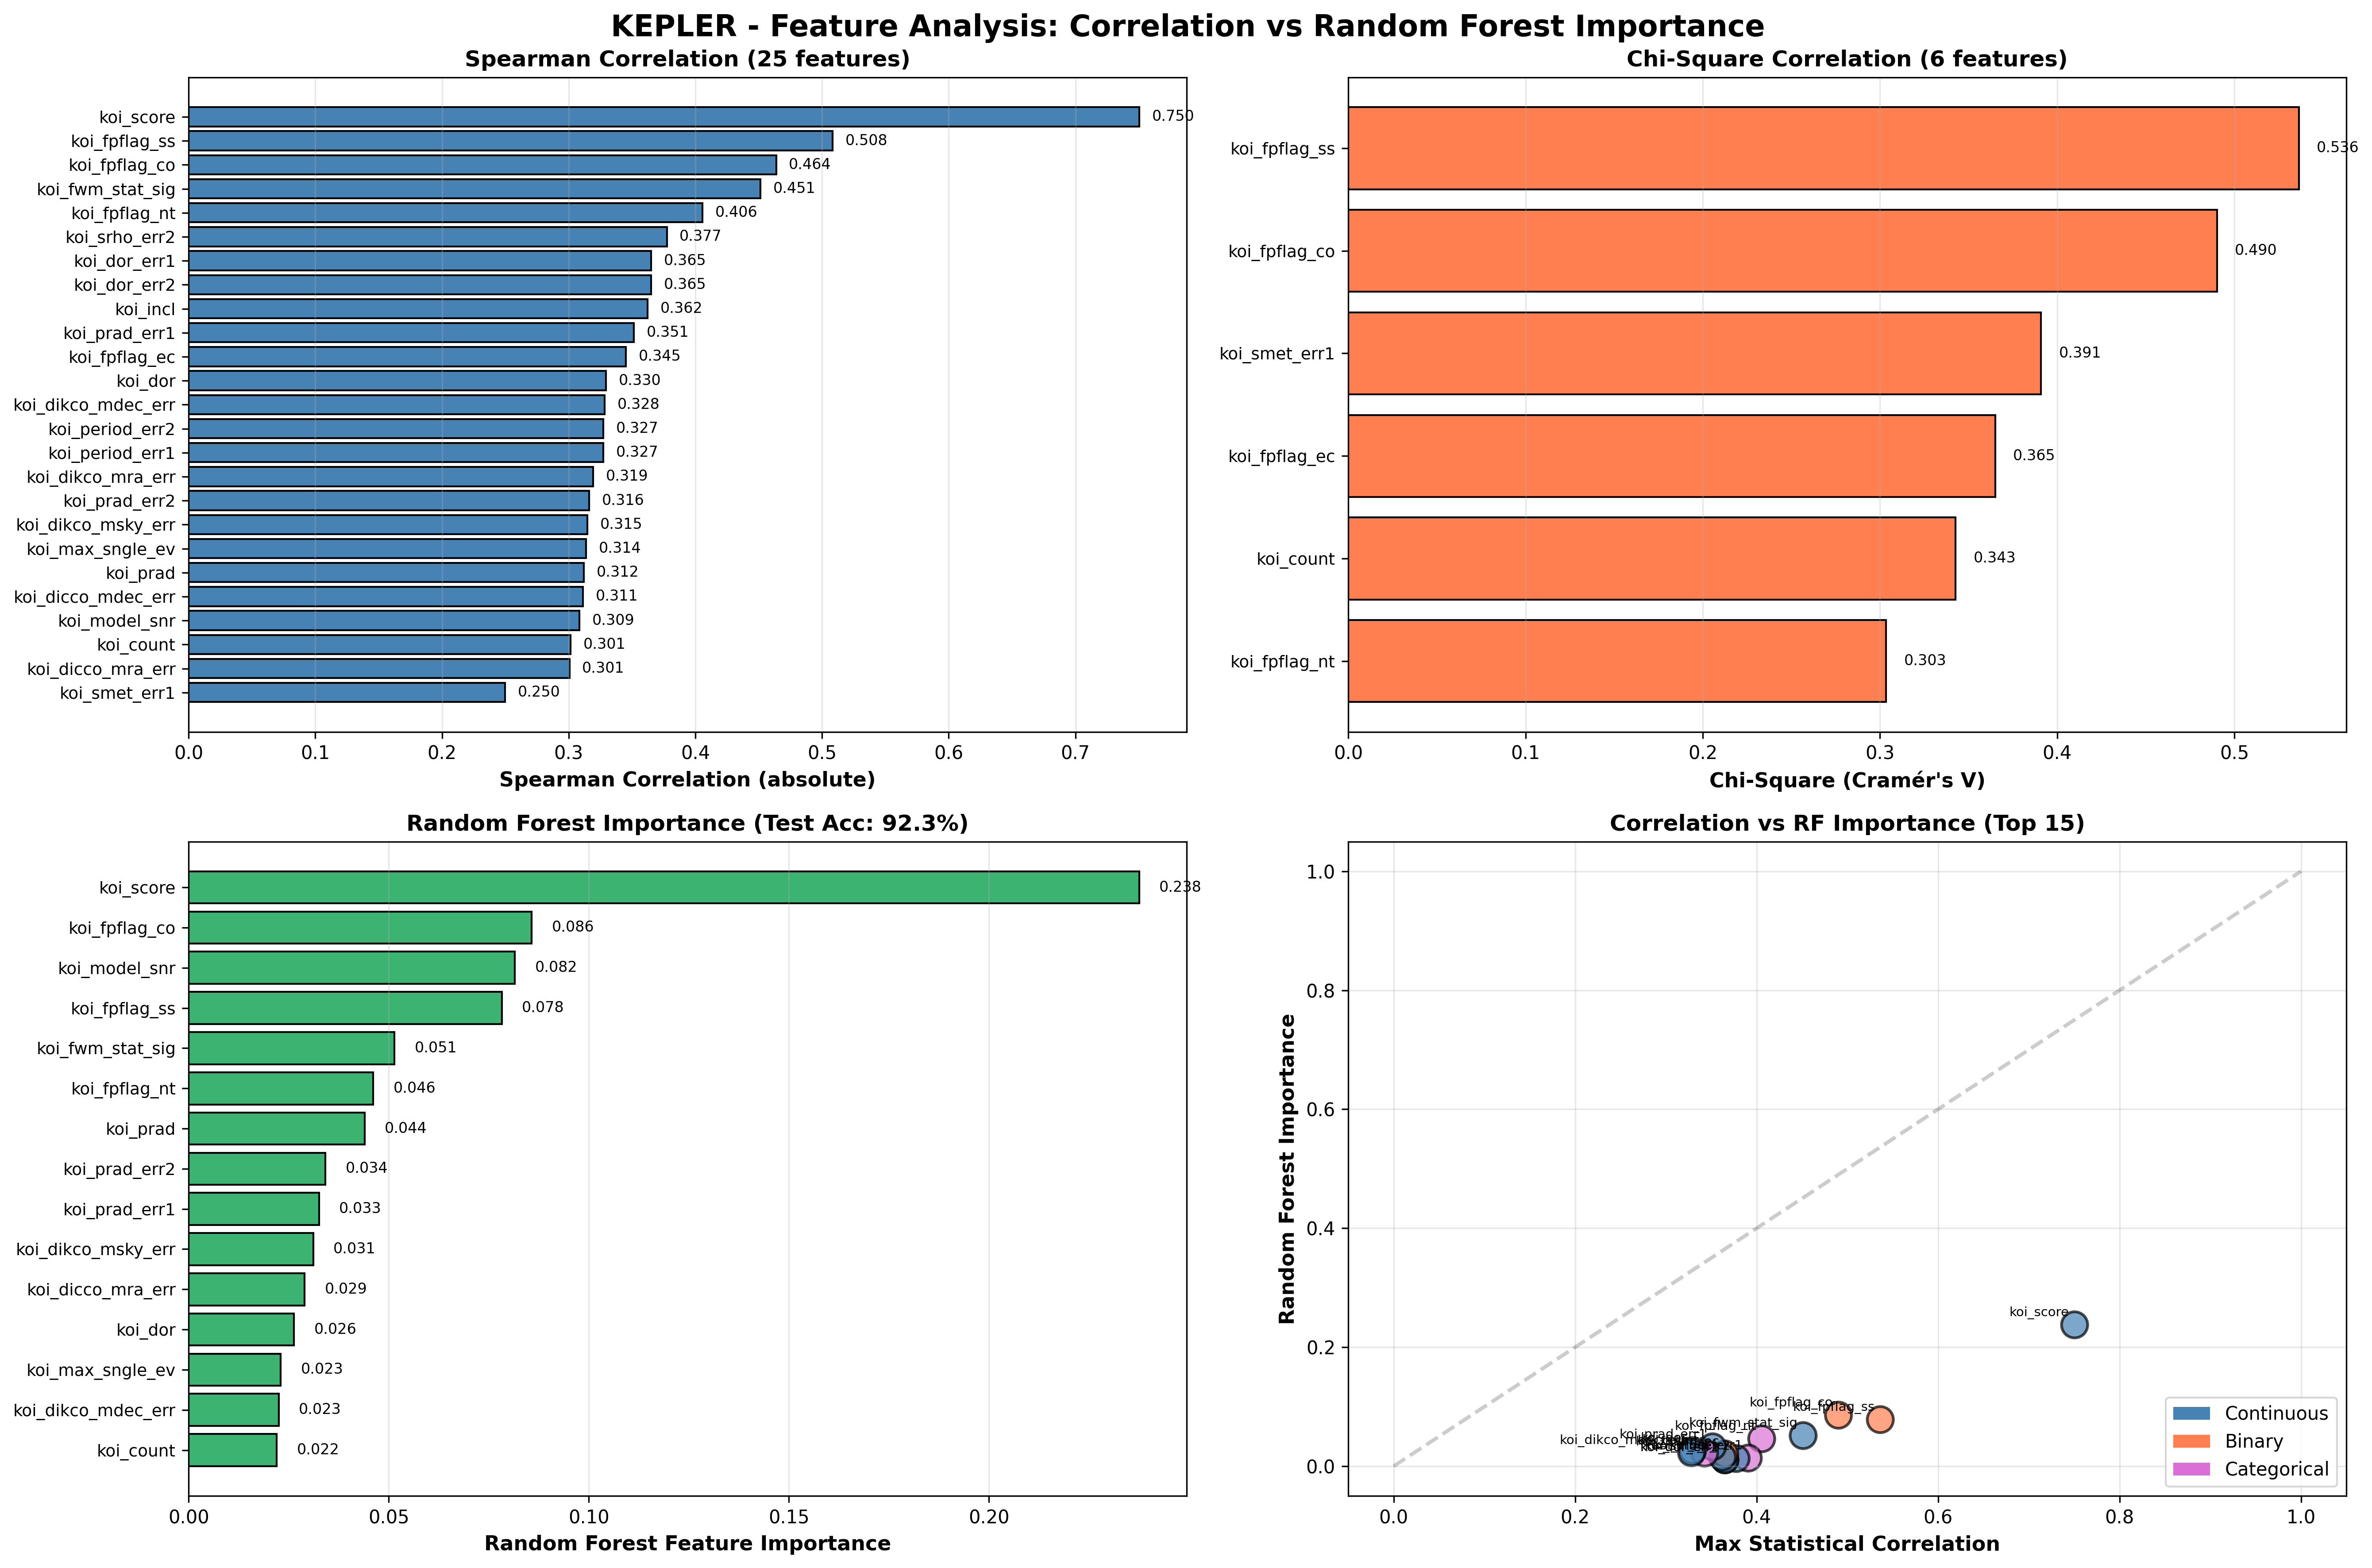 KEPLER - Feature Analysis: Correlation vs Random Forest Importance
Spearman Correlation (25 features)
koi_score 0.750
koi_fpflag_ss 0.508
koi_fpflag_co 0.464
koi_fwm_stat_sig 0.451
koi_fpflag_nt 0.406
koi_srho_err2 0.377
koi_dor_err1 0.365
koi_dor_err2 0.365
koi_incl 0.362
koi_prad_err1 0.351
koi_fpflag_ec 0.345
koi_dor 0.330
koi_dikco_mdec_err 0.328
koi_period_err2 0.327
koi_period_err1 0.327
koi_dikco_mra_err 0.319
koi_prad_err2 0.316
koi_dikco_msky_err 0.315
koi_max_sngle_ev 0.314
koi_prad 0.312
koi_dicco_mdec_err 0.311
koi_model_snr 0.309
koi_count 0.301
koi_dicco_mra_err 0.301
koi_smet_err1 0.250
0.0 0.1 0.2 0.3 0.4 0.5 0.6 0.7
Spearman Correlation (absolute)
Chi-Square Correlation (6 features)
koi_fpflag_ss 0.536
koi_fpflag_co 0.490
koi_smet_err1 0.391
koi_fpflag_ec 0.365
koi_count 0.343
koi_fpflag_nt 0.303
0.0 0.1 0.2 0.3 0.4 0.5
Chi-Square (Cramér's V)
Random Forest Importance (Test Acc: 92.3%)
koi_score 0.238
koi_fpflag_co 0.086
koi_model_snr 0.082
koi_fpflag_ss 0.078
koi_fwm_stat_sig 0.051
koi_fpflag_nt 0.046
koi_prad 0.044
koi_prad_err2 0.034
koi_prad_err1 0.033
koi_dikco_msky_err 0.031
koi_dicco_mra_err 0.029
koi_dor 0.026
koi_max_sngle_ev 0.023
koi_dikco_mdec_err 0.023
koi_count 0.022
0.00 0.05 0.10 0.15 0.20
Random Forest Feature Importance
Correlation vs RF Importance (Top 15)
Random Forest Importance
1.0
0.8
0.6
0.4
0.2
0.0
koi_score
koi_fpflag_co
koi_fpflag_ss
koi_fwm_stat_sig
koi_fpflag_nt
koi_prad_err1
Continuous
Binary
Categorical
0.0 0.2 0.4 0.6 0.8 1.0
Max Statistical Correlation